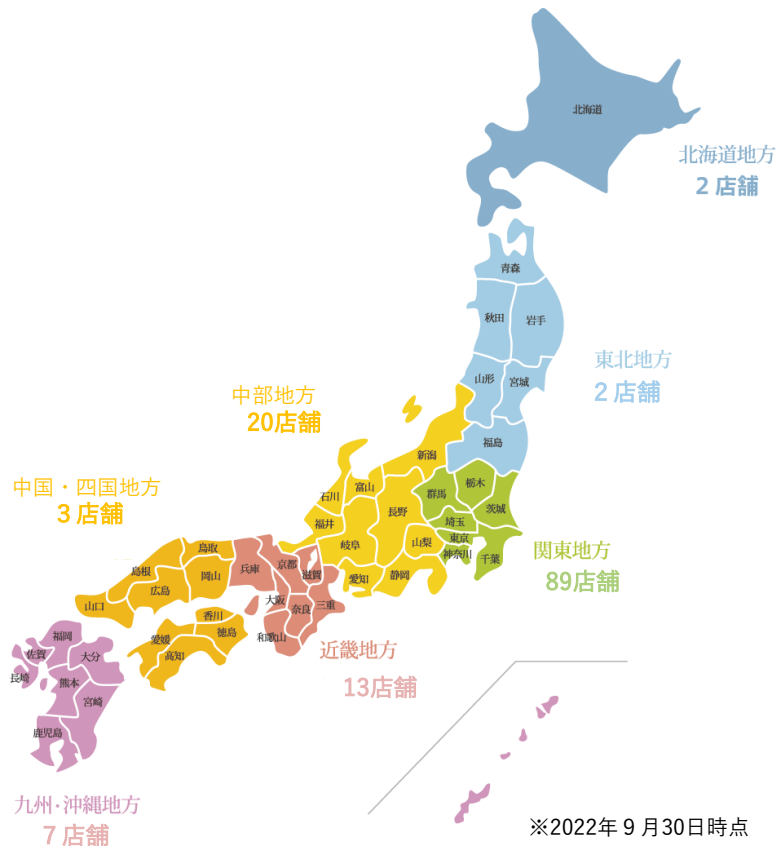 北海道
北海道地方
2 店舗
青森
秋田
岩手
東北地方
2 店舗
山形
宮城
中部地方
20店舗
福島
新潟
栃木
群馬
富山
石川
中国・四国地方
3 店舗
長野
茨城
埼玉
福井
東京
山梨
岐阜
関東地方
神奈川
千葉
鳥取
島根
兵庫
京都
滋賀
愛知
静岡
岡山
89店舗
広島
山口
大阪
奈良
三重
香川
徳島
愛媛
高知
和歌山
近畿地方
13店舗
福岡
佐賀
大分
長崎
熊本
宮崎
鹿児島
九州・沖縄地方
7 店舗
※2022年 9 月30日時点